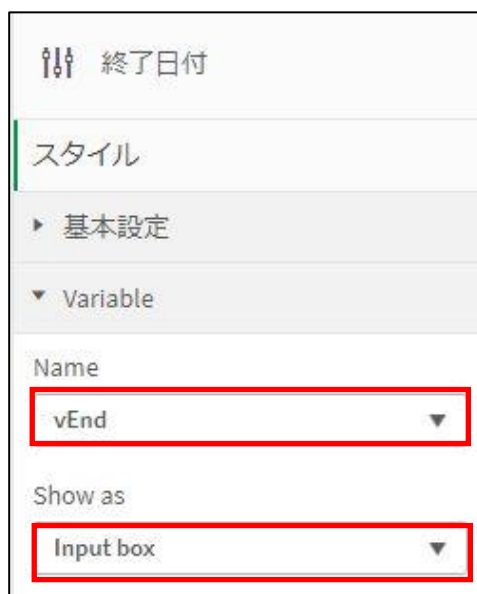 終了日付
スタイル
基本設定
Variable
Name
vEnd
Show as
Input box